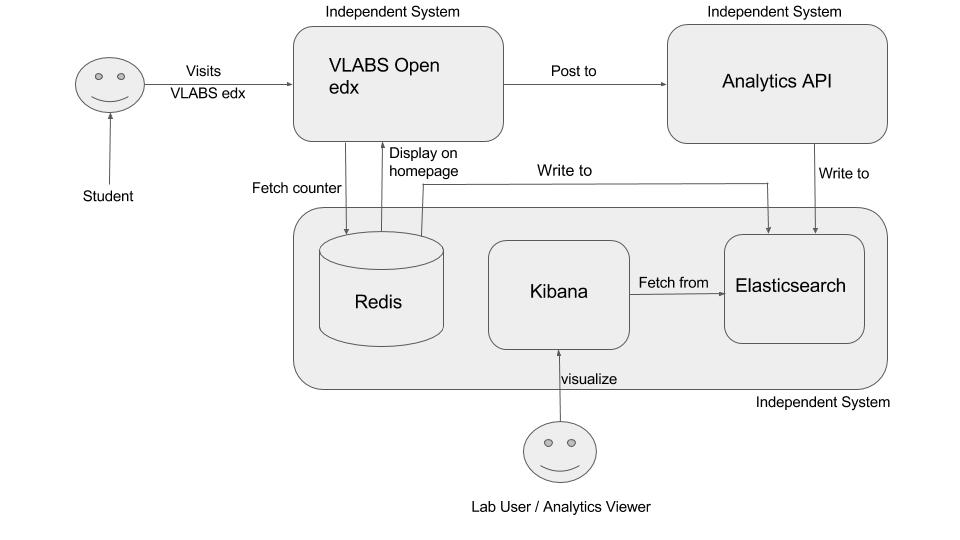 Independent System
Independent System
VLABS Open
edx
Analytics API
Visits
VLABS edx
Post to
Student
Display on
homepage
Fetch counter
Write to
Write to
Redis
Kibana
Fetch from
Elasticsearch
visualize
Independent System
Lab User / Analytics Viewer